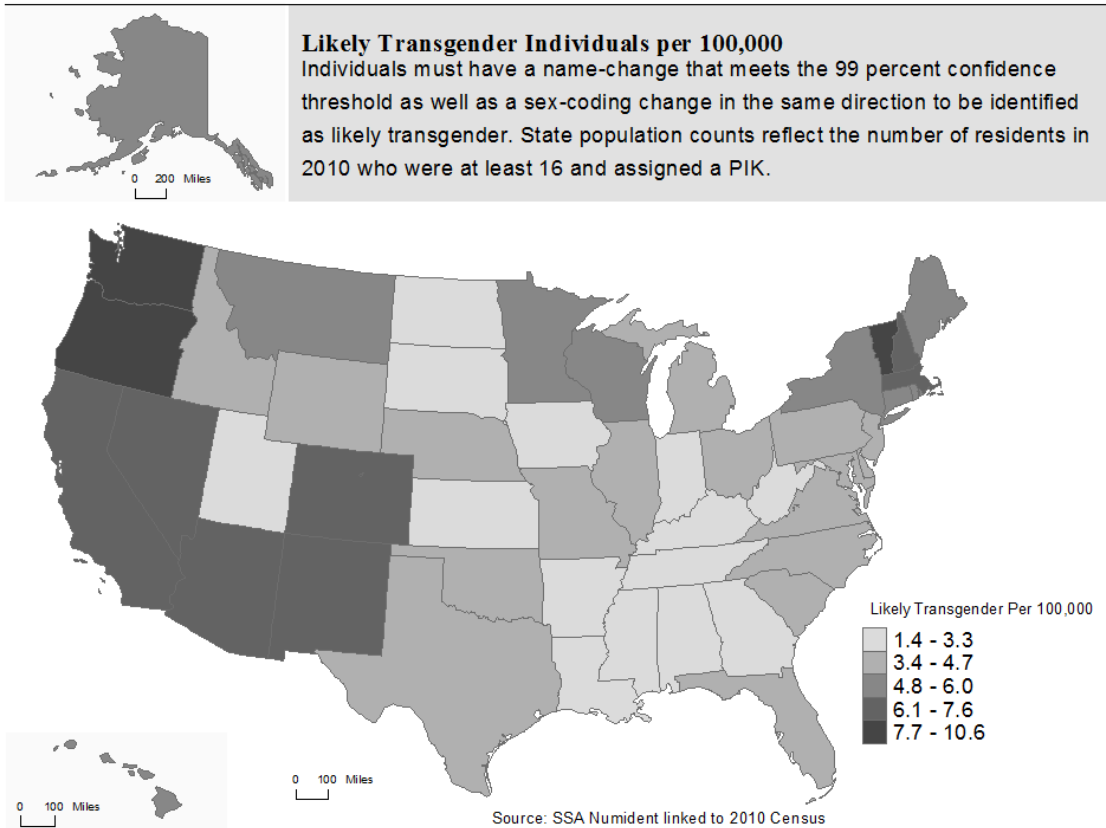 Likely Transgender Individuals per 100,000
Individuals must have a name-change that meets the 99 percent confidence
threshold as well as a sex-coding change in the same direction to be identified
as likely transgender. State population counts reflect the number of residents in
2010 who were at least 16 and assigned a PIK.
0 200 Miles
Likely Transgender Per 100,000
1.4 - 3.3
3.4 - 4.7
4.8 - 6.0
6.1 - 7.6
7.7 - 10.6
0 100 Miles
0 100 Miles
Source: SSA Numident linked to 2010 Census